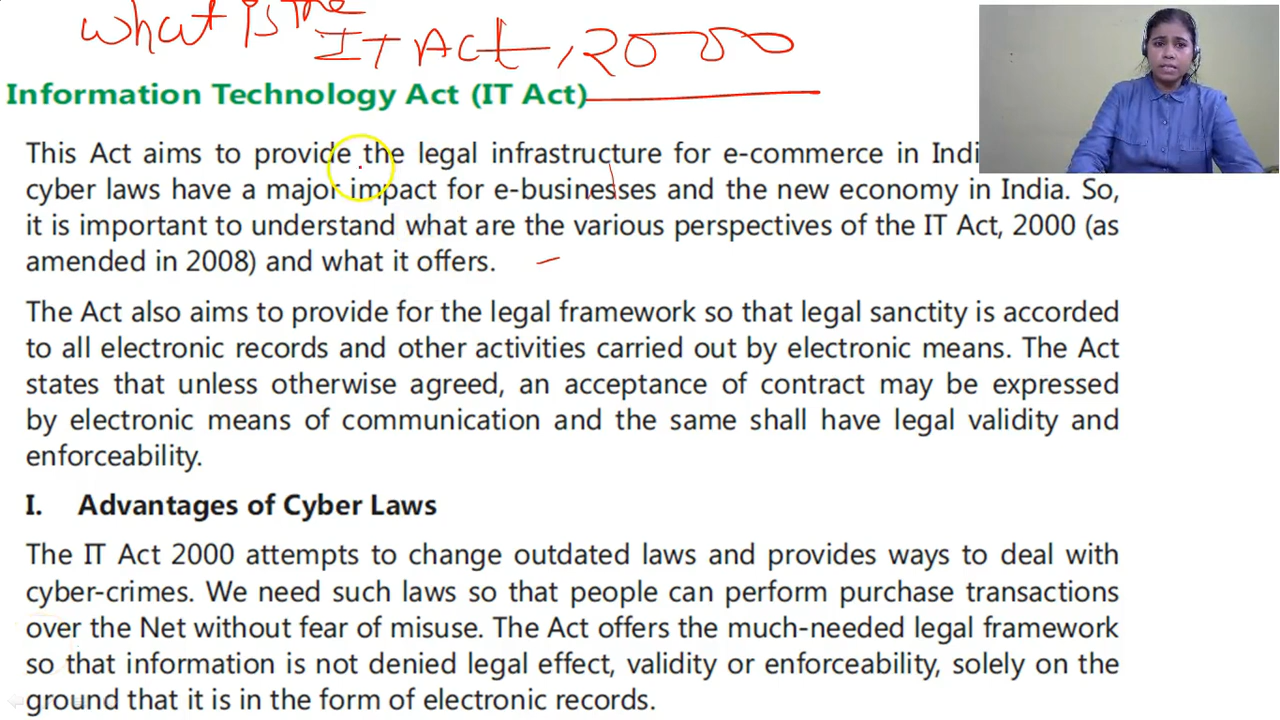 What is the
IT Act, 2000
Information Technology Act (IT Act)
This Act aims to provide the legal infrastructure for e-commerce in Indi
cyber laws have a major impact for e-businesses and the new economy in India. So,
it is important to understand what are the various perspectives of the IT Act, 2000 (as
amended in 2008) and what it offers.
The Act also aims to provide for the legal framework so that legal sanctity is accorded
to all electronic records and other activities carried out by electronic means. The Act
states that unless otherwise agreed, an acceptance of contract may be expressed
by electronic means of communication and the same shall have legal validity and
enforceability.
I. Advantages of Cyber Laws
The IT Act 2000 attempts to change outdated laws and provides ways to deal with
cyber-crimes. We need such laws so that people can perform purchase transactions
over the Net without fear of misuse. The Act offers the much-needed legal framework
so that information is not denied legal effect, validity or enforceability, solely on the
ground that it is in the form of electronic records.